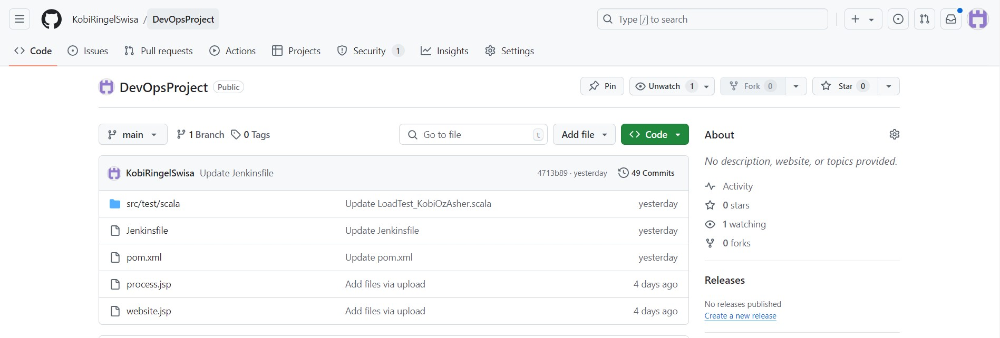 KobiRingelSwisa / DevOpsProject
Type / to search
Code
Issues
Pull requests
Actions
Projects
Security 1
Insights
Settings
DevOpsProject Public
Pin
Unwatch 1
Fork 0
Star 0
main
1 Branch
0 Tags
Go to file t
Add file
Code
KobiRingelSwisa Update Jenkinsfile 4713b89 · yesterday 49 Commits
src/test/scala Update LoadTest_KobiOzAsher.scala yesterday
Jenkinsfile Update Jenkinsfile yesterday
pom.xml Update pom.xml yesterday
process.jsp Add files via upload 4 days ago
website.jsp Add files via upload 4 days ago
About
No description, website, or topics provided.
Activity
0 stars
1 watching
0 forks
Releases
No releases published
Create a new release